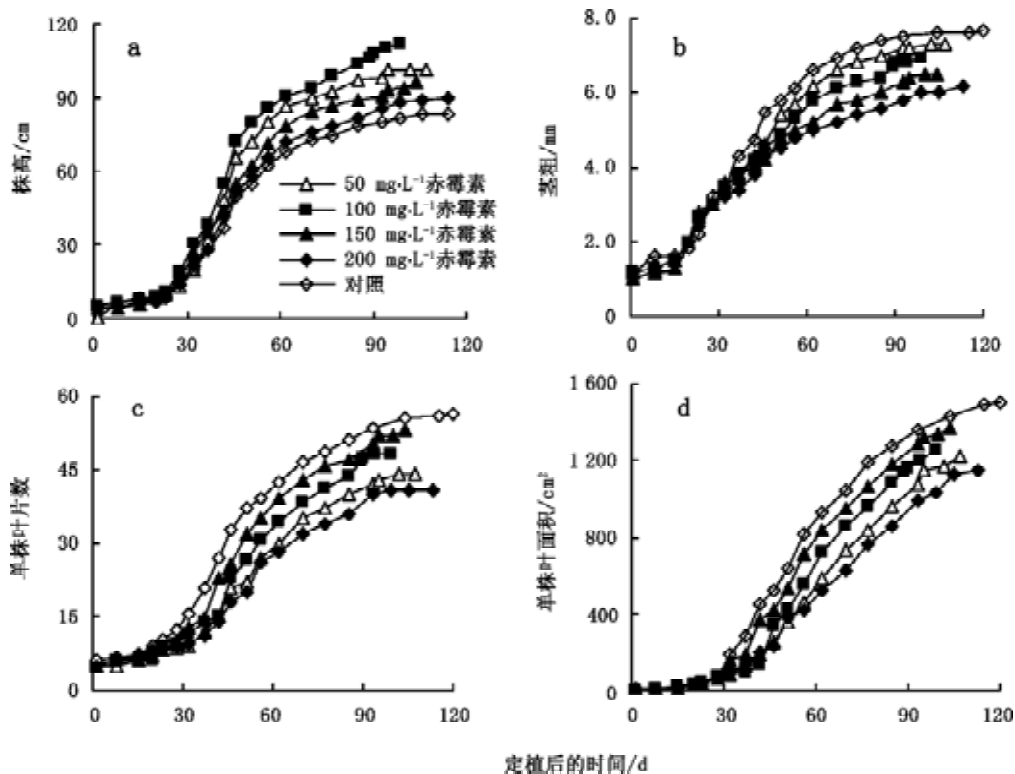 a
120
90
60
30
0
株高/cm
0 30 60 90 120
50 mg·L⁻¹赤霉素
100 mg·L⁻¹赤霉素
150 mg·L⁻¹赤霉素
200 mg·L⁻¹赤霉素
对照
b
8.0
6.0
4.0
2.0
0
茎粗/mm
0 30 60 90 120
c
60
45
30
15
0
单株叶片数
0 30 60 90 120
d
1 600
1 200
800
400
0
单株叶面积/cm²
0 30 60 90 120
定植后的时间/d